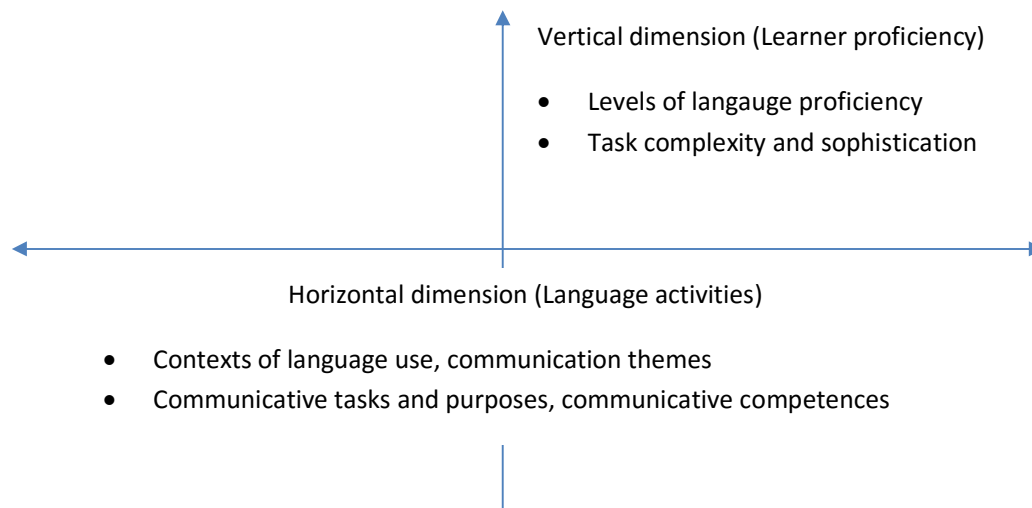 Vertical dimension (Learner proficiency)
• Levels of langauge proficiency
• Task complexity and sophistication
Horizontal dimension (Language activities)
• Contexts of language use, communication themes
• Communicative tasks and purposes, communicative competences